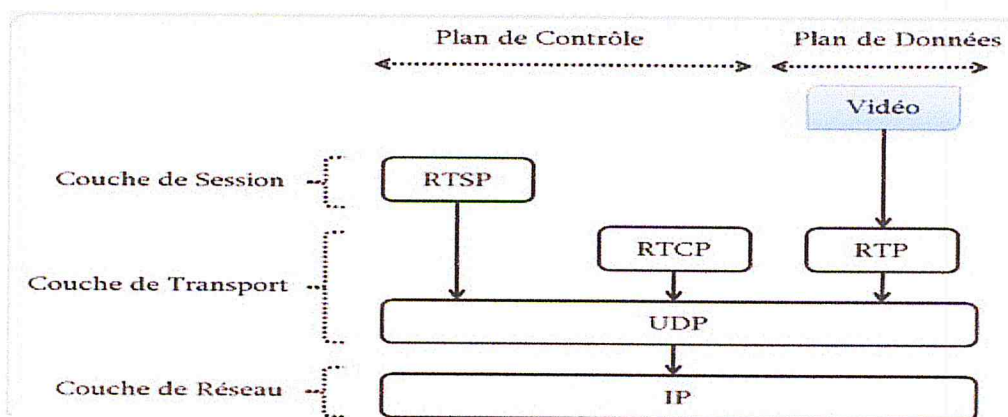 Plan de Contrôle Plan de Données
Vidéo
Couche de Session RTSP
RTCP RTP
Couche de Transport
UDP
Couche de Réseau IP